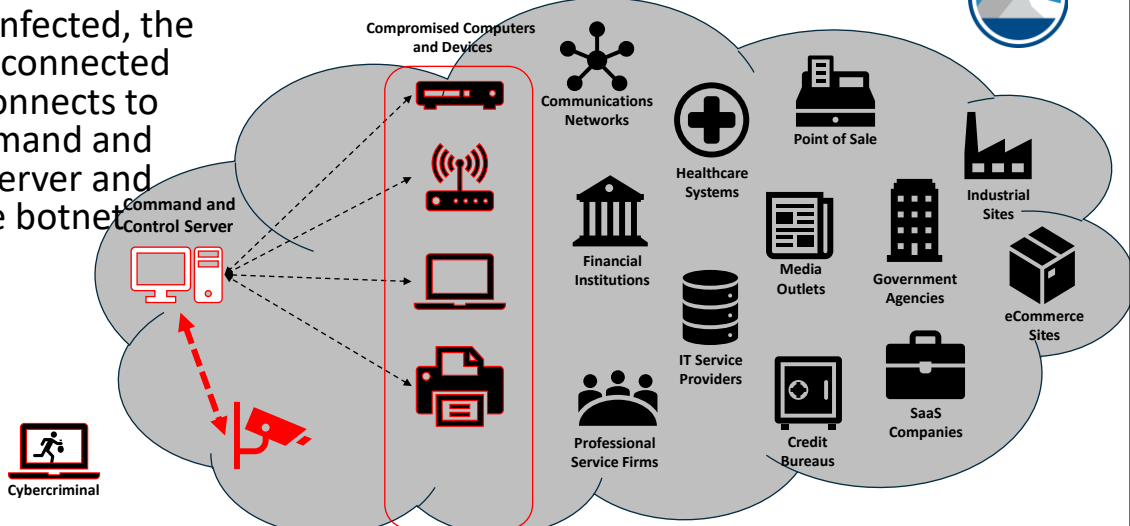 nfected, the
connected
onnects to
mand and
erver and
e botnet
Command and
Control Server
Compromised Computers
and Devices
Communications
Networks
Healthcare
Systems
Point of Sale
Industrial
Sites
Financial
Institutions
Media
Outlets
Government
Agencies
eCommerce
Sites
IT Service
Providers
Professional
Service Firms
Credit
Bureaus
SaaS
Companies
Cybercriminal